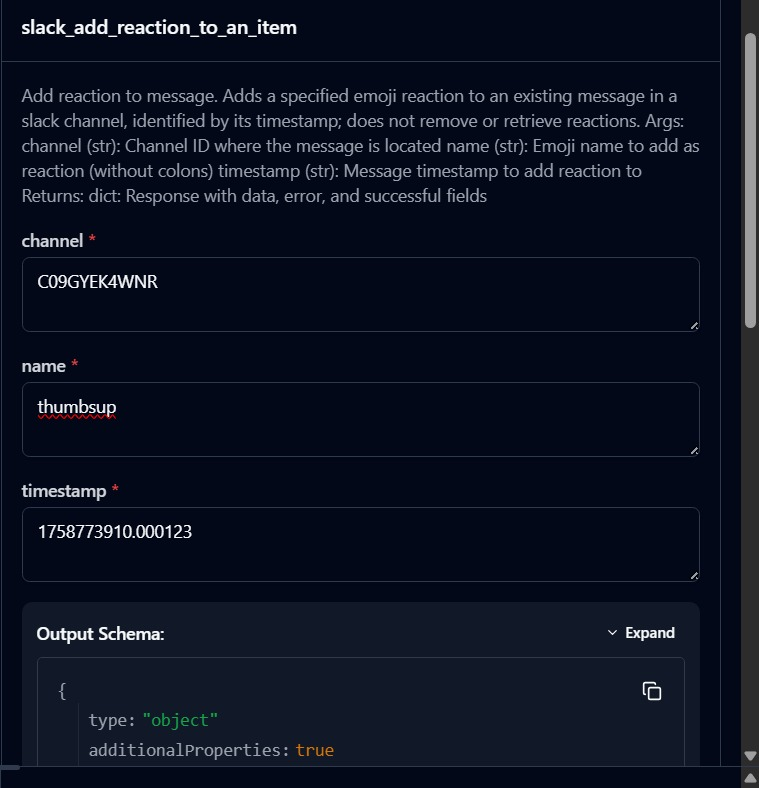 slack_add_reaction_to_an_item
Add reaction to message. Adds a specified emoji reaction to an existing message in a
slack channel, identified by its timestamp; does not remove or retrieve reactions. Args:
channel (str): Channel ID where the message is located name (str): Emoji name to add as
reaction (without colons) timestamp (str): Message timestamp to add reaction to
Returns: dict: Response with data, error, and successful fields
channel *
C09GYEK4WNR
name *
thumbsup
timestamp *
1758773910.000123
Output Schema:
Expand
{
type: "object"
additionalProperties: true